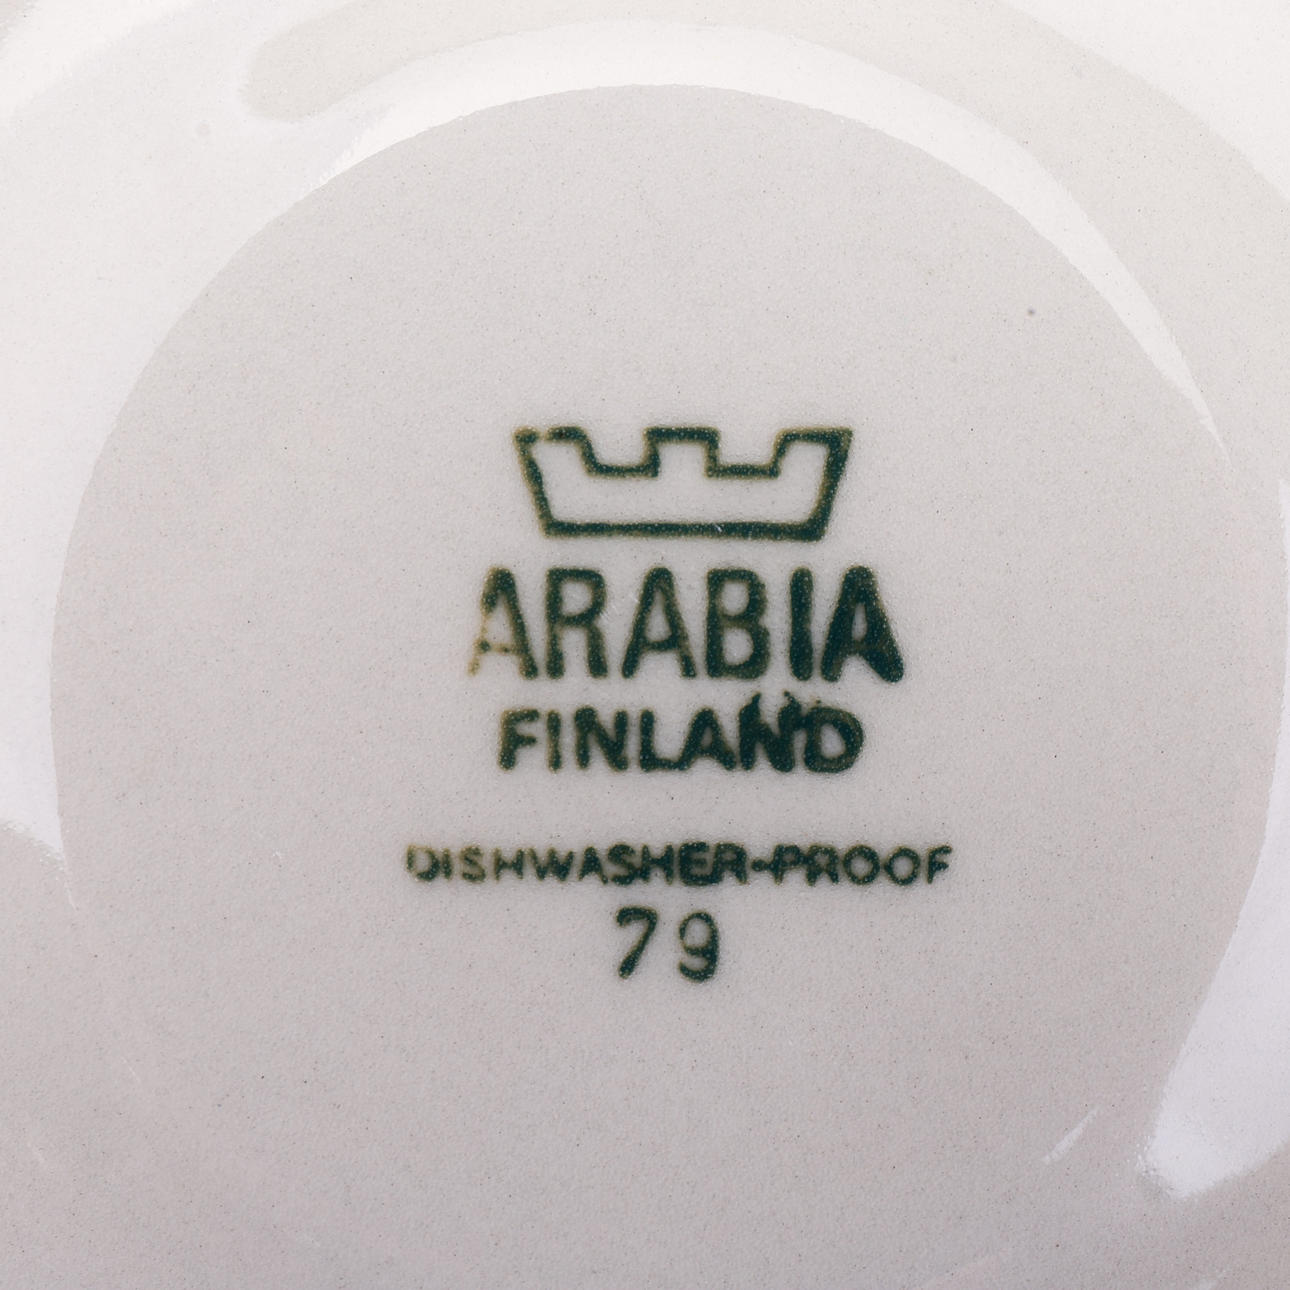 ARABIA
FINLAND
DISHWASHER-PROOF
79